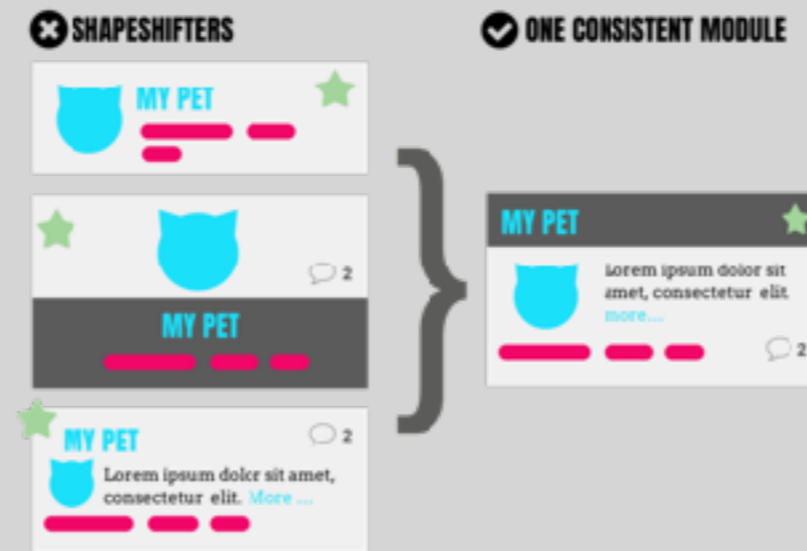 SHAPESHIFTERS
MY PET
2
MY PET
MY PET
2
Lorem ipsum dolor sit amet,
consectetur elit. More ...
ONE CONSISTENT MODULE
MY PET
Lorem ipsum dolor sit
amet, consectetur elit
more...
2